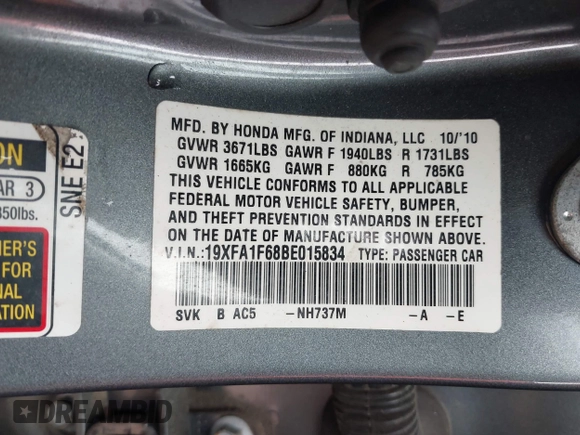 MFD. BY HONDA MFG. OF INDIANA, LLC 10/'10
GVWR 3671LBS GAWR F 1940LBS R 1731LBS
GVWR 1665KG GAWR F 880KG R 785KG
THIS VEHICLE CONFORMS TO ALL APPLICABLE
FEDERAL MOTOR VEHICLE SAFETY, BUMPER,
AND THEFT PREVENTION STANDARDS IN EFFECT
ON THE DATE OF MANUFACTURE SHOWN ABOVE.
V.I.N.:19XFA1F68BE015834 TYPE: PASSENGER CAR
SVK B AC5 -NH737M -A -E
ON
AR 3
850lbs.
NER'S
FOR
NAL
ATION
SNE E2
DREAMBID